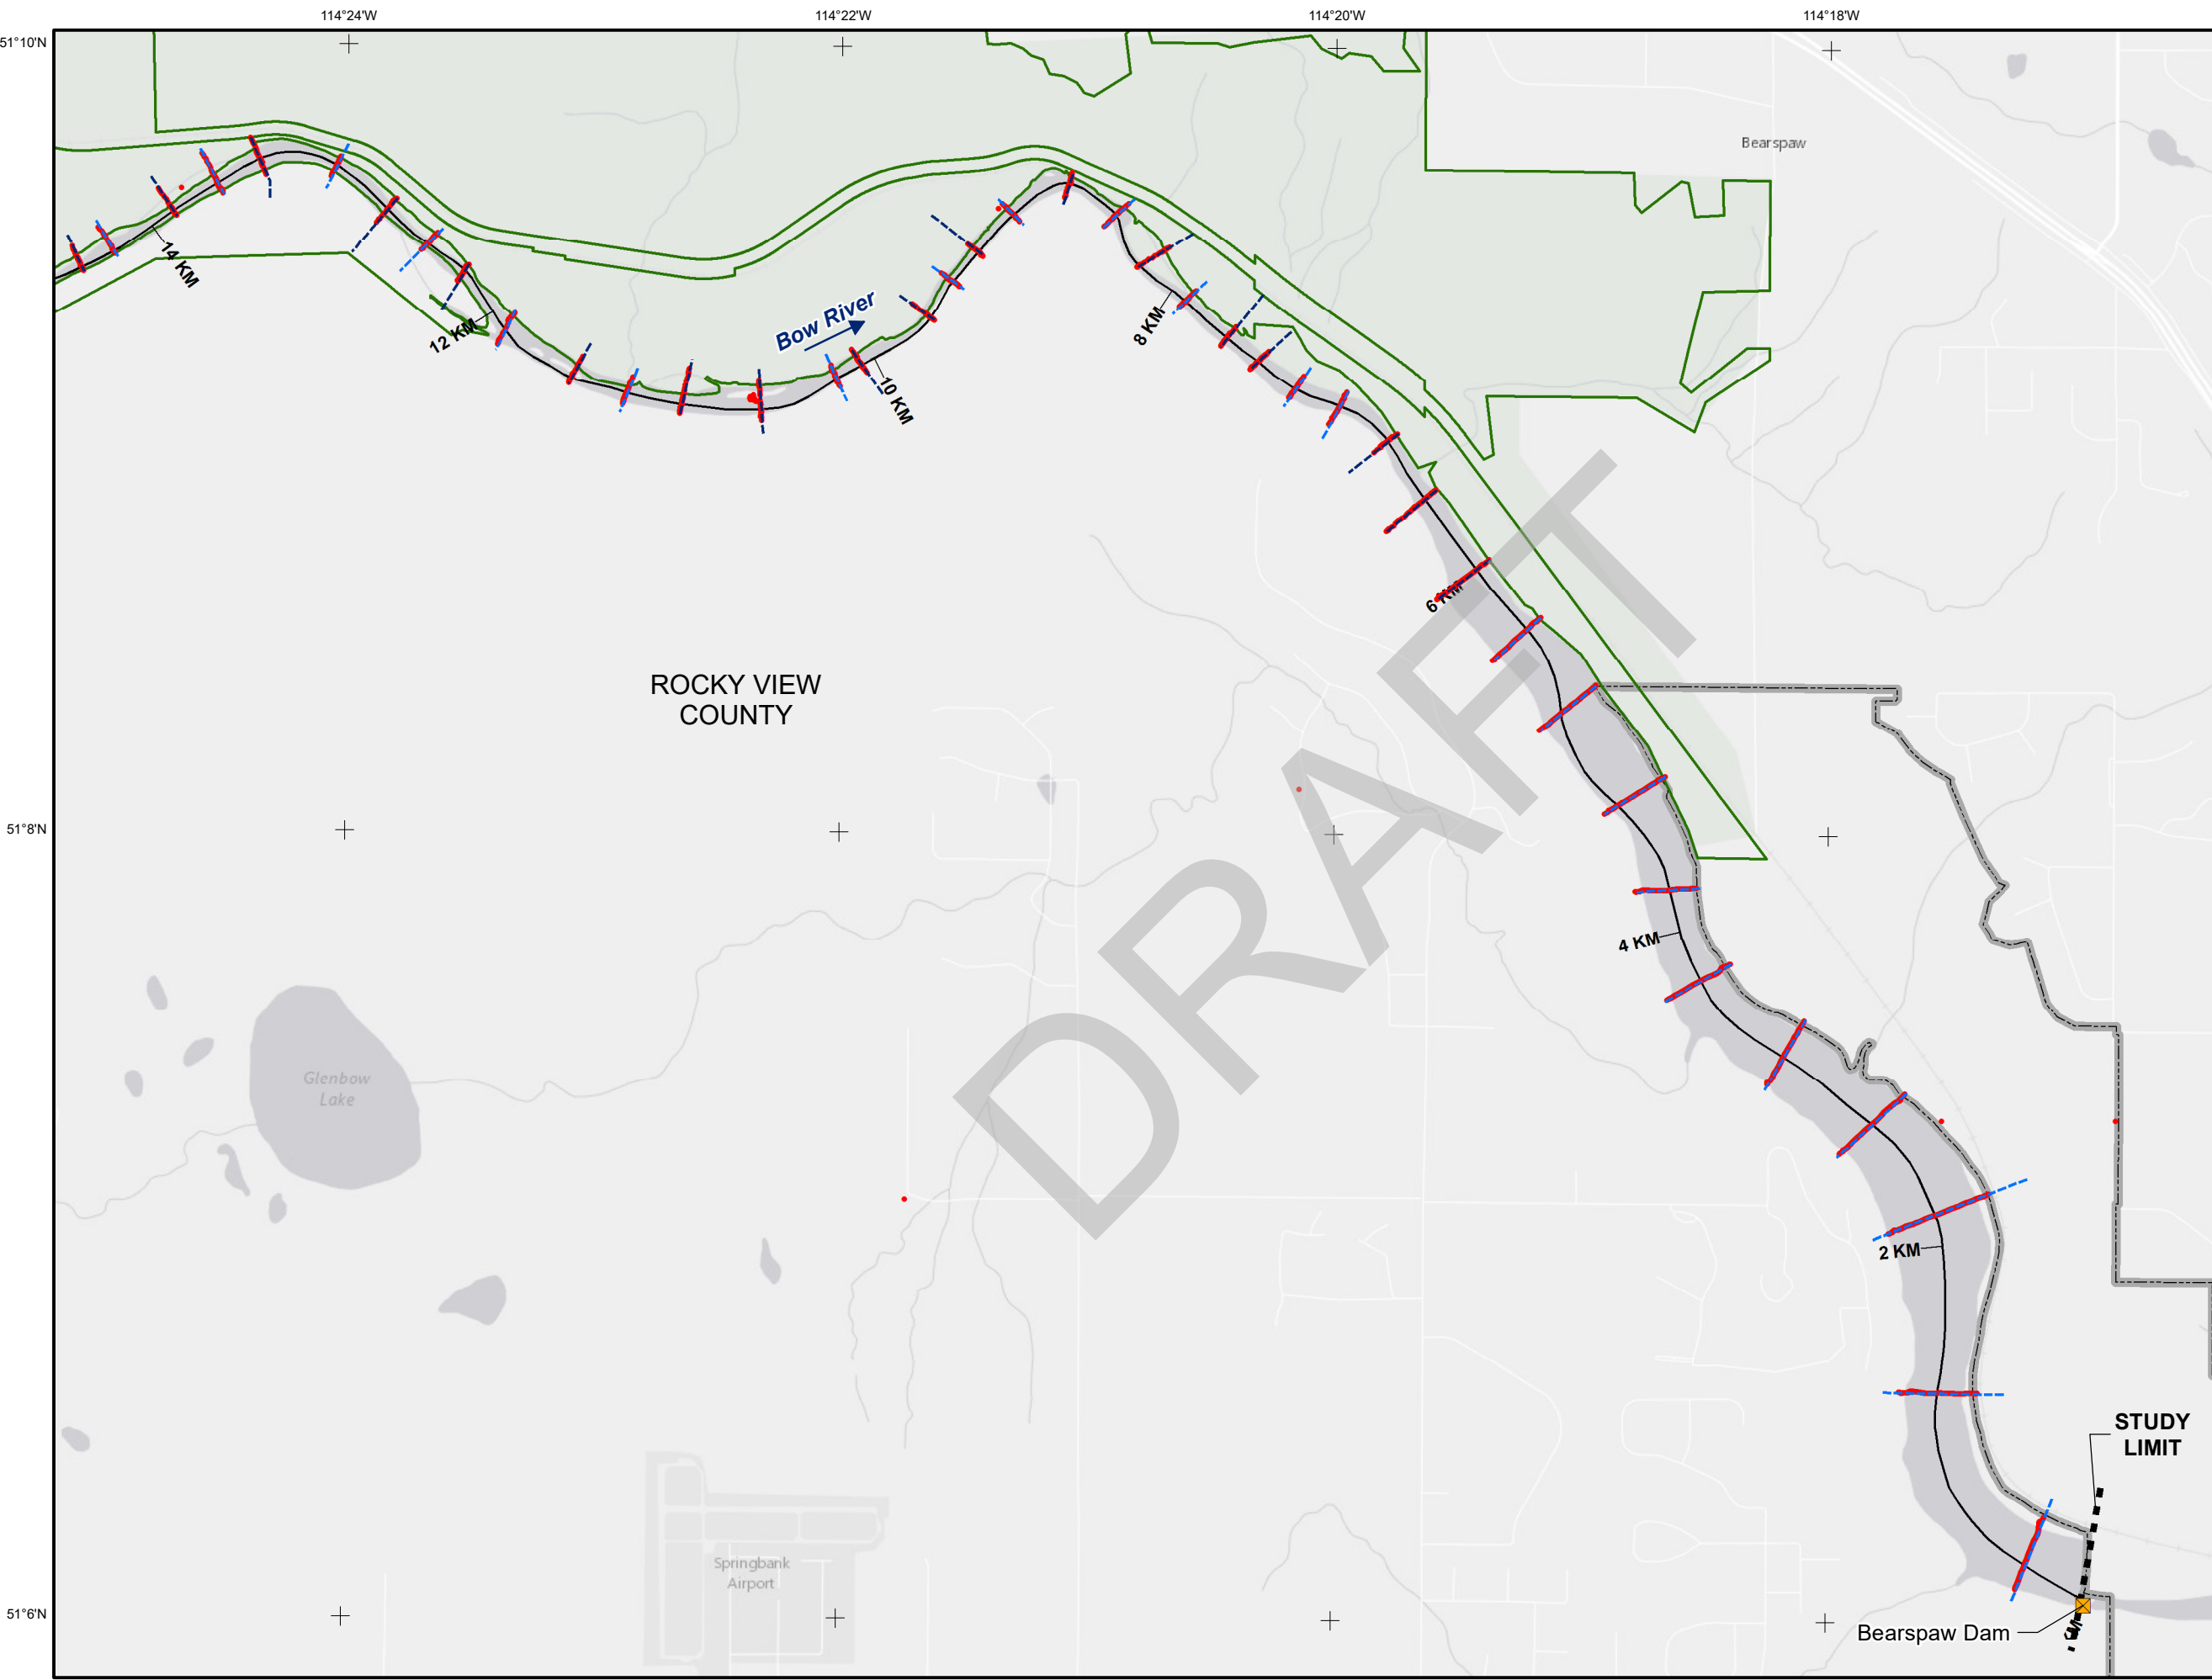 114°24'W
114°22'W
114°20'W
114°18'W
51°10'N
Bearspaw
14 KM
Bow River
8 KM
12 KM
10 KM
6 KM
ROCKY VIEW
COUNTY
51°8'N
DRAFT
4 KM
Glenbow
Lake
2 KM
STUDY
LIMIT
Springbank
Airport
51°6'N
Bearspaw Dam